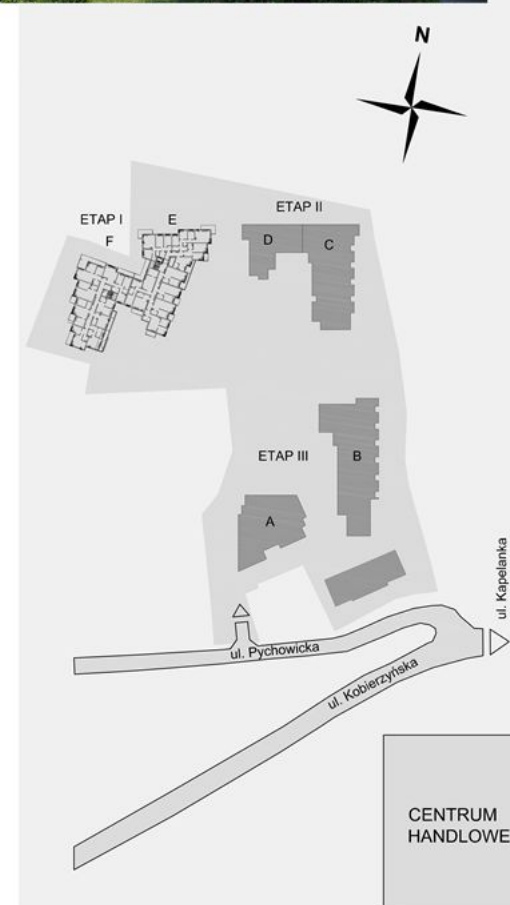 N
ETAP I
E
ETAP II
F
D
C
ETAP III
B
A
ul. Kapelanka
ul. Pychowicka
ul. Kobierzyńska
CENTRUM
HANDLOWE